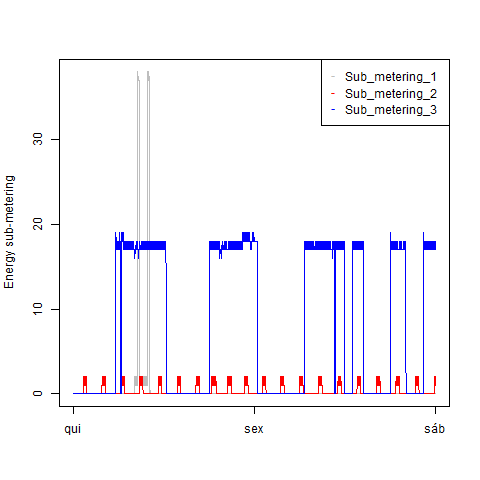 Sub_metering_1
Sub_metering_2
Sub_metering_3
Energy sub-metering
30
20
10
0
qui sex sáb